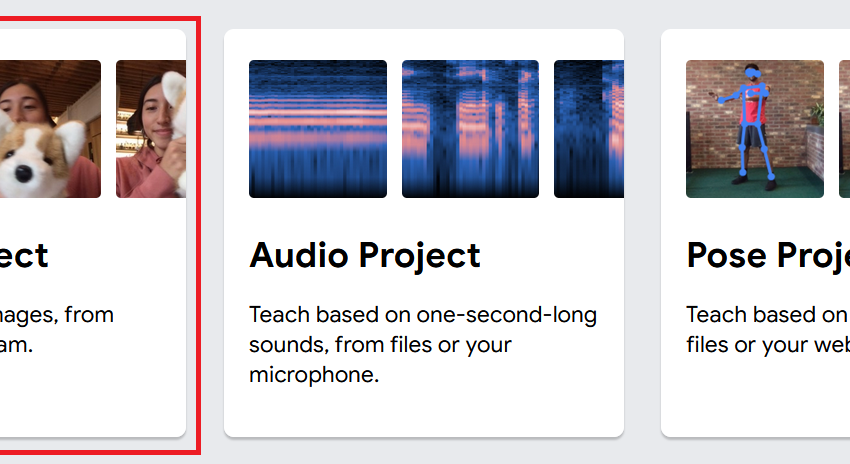 ect
ages, from
am.
Audio Project
Teach based on one-second-long
sounds, from files or your
microphone.
Pose Proje
Teach based on
files or your web